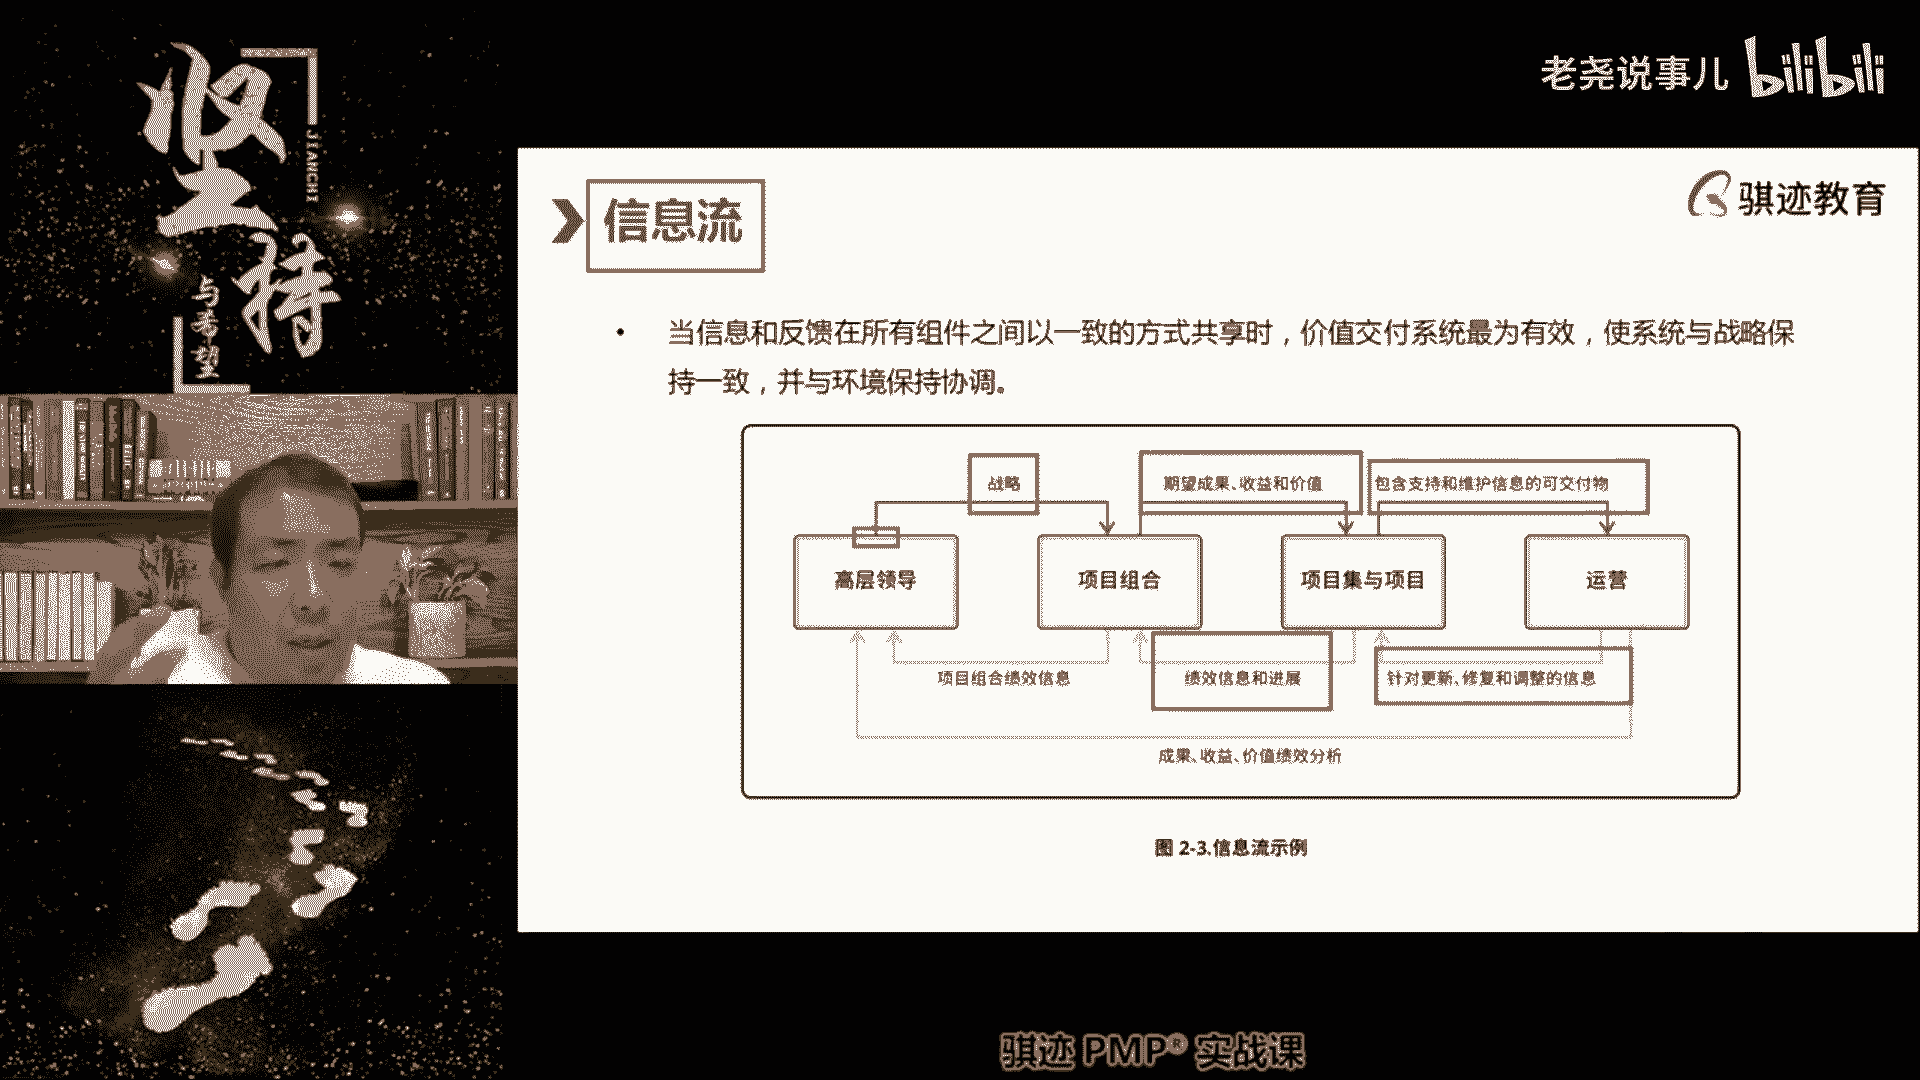 坚持
JIANCHI
与希望
老尧说事儿 bilibili
信息流
骐迹教育
• 当信息和反馈在所有组件之间以一致的方式共享时，价值交付系统最为有效，使系统与战略保
持一致，并与环境保持协调。
战略
期望成果、收益和价值
包含支持和维护信息的可交付物
高层领导
项目组合
项目集与项目
运营
项目组合绩效信息
绩效信息和进展
针对更新、修复和调整的信息
成果、收益、价值绩效分析
图 2-3.信息流示例
骐迹 PMP® 实战课